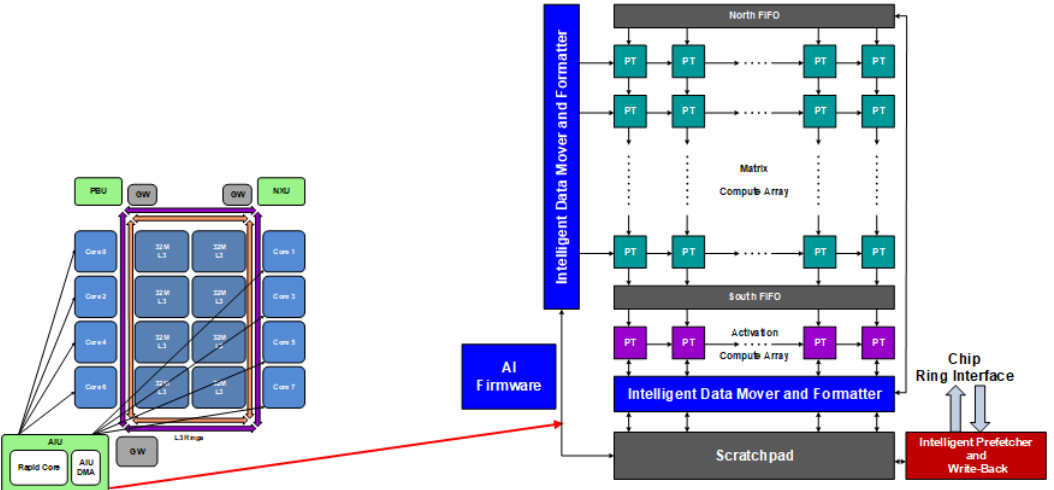 PBU
GW
GW
NXU
Core 0
32M
L3
32M
L3
Core 1
Core 2
32M
L3
32M
L3
Core 3
Core 4
32M
L3
32M
L3
Core 5
Core 6
32M
L3
32M
L3
Core 7
L3 Rings
AIU
Rapid Core
AIU
DMA
GW
AI
Firmware
Intelligent Data Mover and Formatter
North FIFO
PT
PT
PT
PT
PT
PT
PT
PT
Matrix
Compute Array
PT
PT
PT
PT
South FIFO
PT
PT
Activation
Compute Array
PT
PT
Intelligent Data Mover and Formatter
Scratchpad
Chip
Ring Interface
Intelligent Prefetcher
and
Write-Back